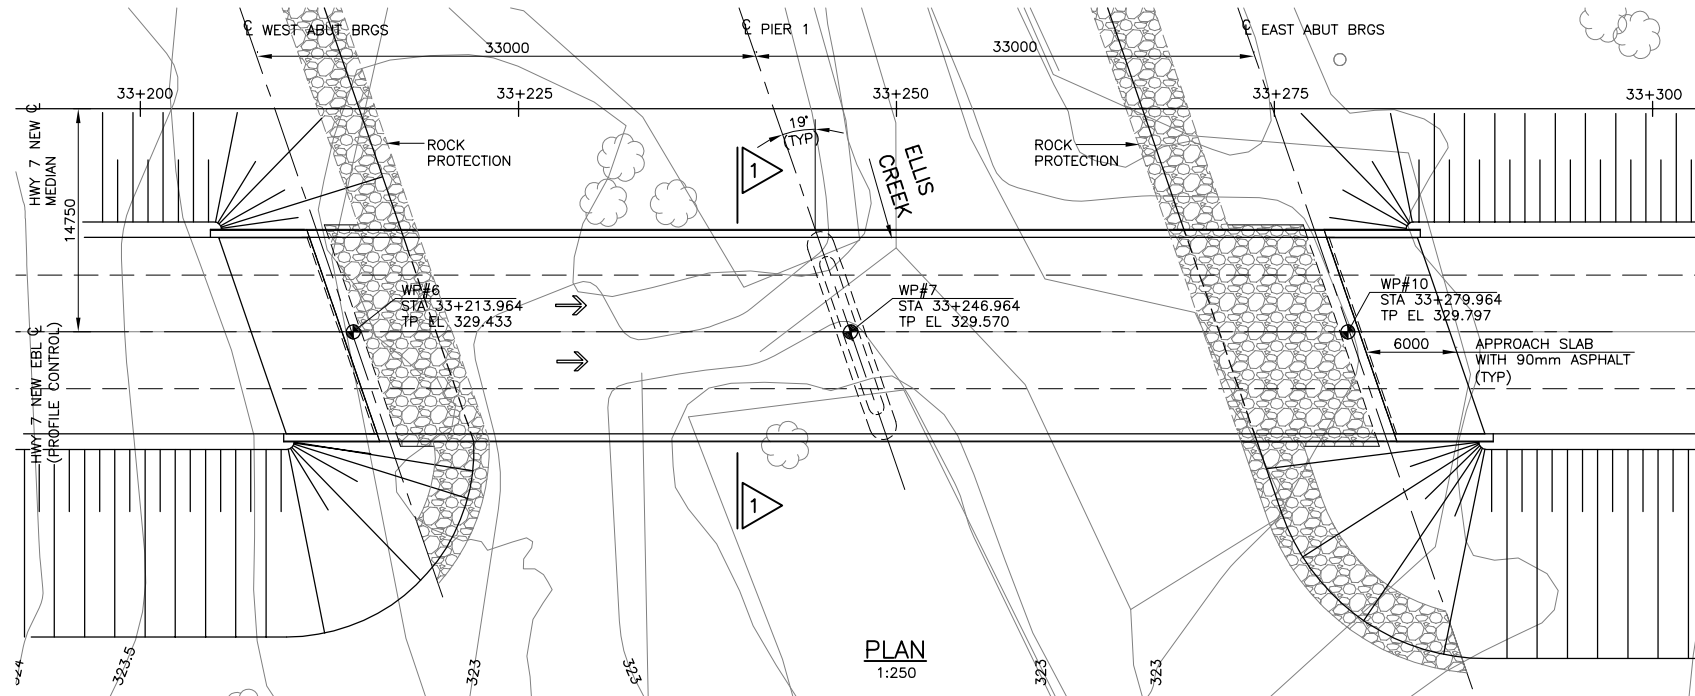 ℄ WEST ABUT BRGS
℄ PIER 1
℄ EAST ABUT BRGS
33000
33000
33+200
33+225
33+250
33+275
33+300
19°
(TYP)
ROCK
PROTECTION
1
ELLIS
CREEK
ROCK
PROTECTION
HWY 7 NEW ℄
MEDIAN
14750
WP#6
STA 33+213.964
TP EL 329.433
WP#7
STA 33+246.964
TP EL 329.570
WP#10
STA 33+279.964
TP EL 329.797
6000
APPROACH SLAB
WITH 90mm ASPHALT
(TYP)
HWY 7 NEW EBL ℄
(PROFILE CONTROL)
1
PLAN
1:250
324
323.5
323
323
323
323